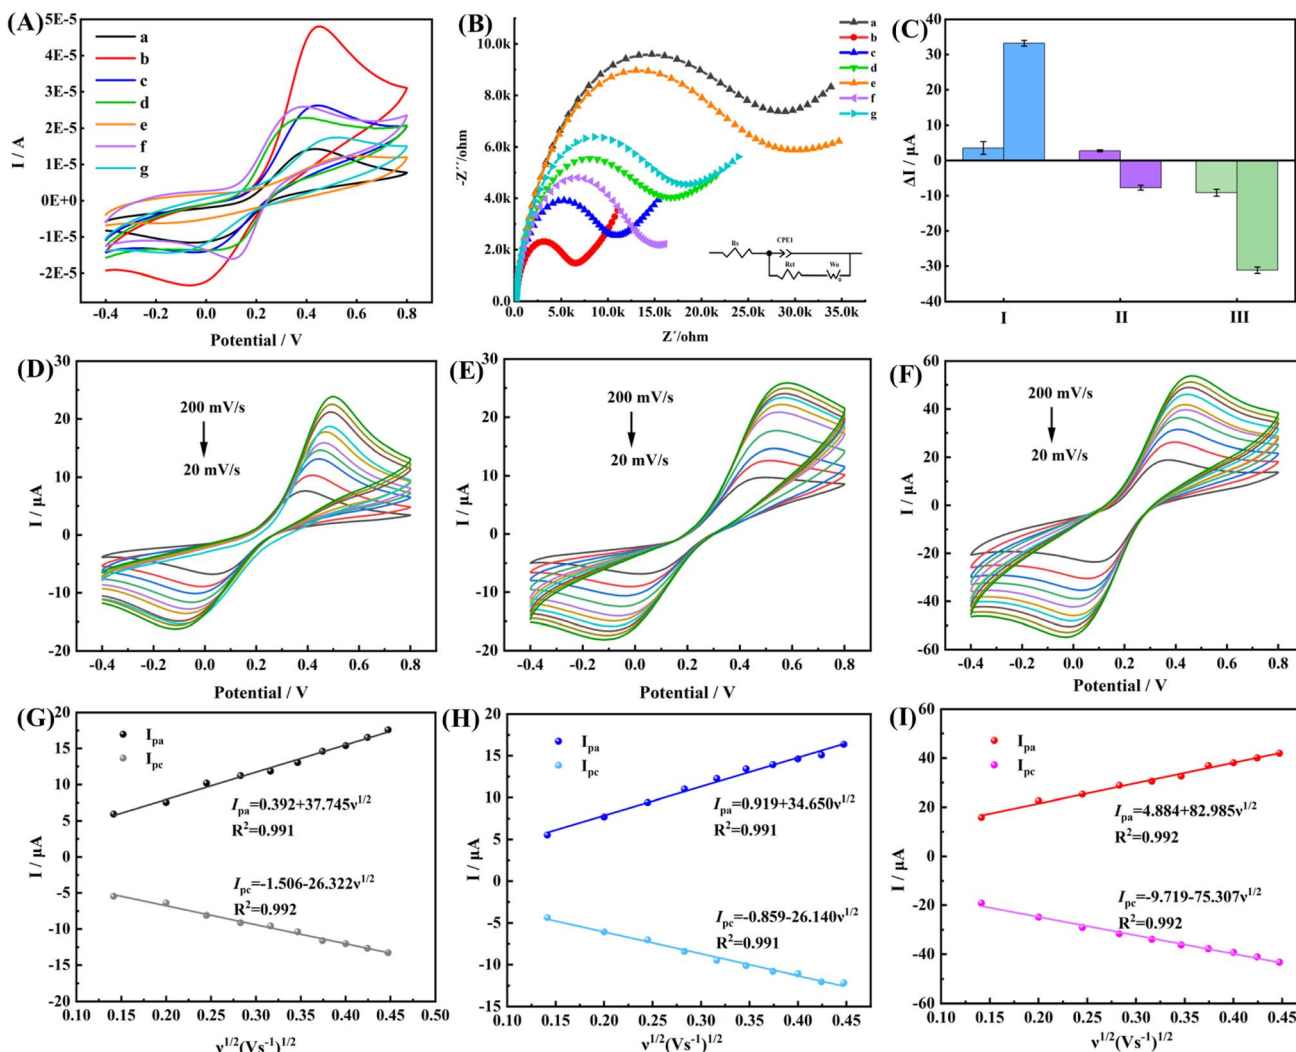 (A)
5E-5
4E-5
3E-5
2E-5
1E-5
0E+0
-1E-5
-2E-5
I / A
a
b
c
d
e
f
g
-0.4 -0.2 0.0 0.2 0.4 0.6 0.8
Potential / V
(B)
10.0k
8.0k
6.0k
4.0k
2.0k
0.0
-Z´´/ohm
a
b
c
d
e
f
g
Rs CPE1
Rct Wo
0.0 5.0k 10.0k 15.0k 20.0k 25.0k 30.0k 35.0k
Z´/ohm
(C)
40
30
20
10
0
-10
-20
-30
-40
ΔI / μA
I II III
(D)
30
20
10
0
-10
-20
I / μA
200 mV/s
20 mV/s
-0.4 -0.2 0.0 0.2 0.4 0.6 0.8
Potential / V
(E)
30
20
10
0
-10
-20
I / μA
200 mV/s
20 mV/s
-0.4 -0.2 0.0 0.2 0.4 0.6 0.8
Potential / V
(F)
60
40
20
0
-20
-40
-60
I / μA
200 mV/s
20 mV/s
-0.4 -0.2 0.0 0.2 0.4 0.6 0.8
Potential / V
(G)
20
15
10
5
0
-5
-10
-15
-20
I / μA
Ipa
Ipc
Ipa=0.392+37.745ν1/2
R2=0.991
Ipc=-1.506-26.322ν1/2
R2=0.992
0.10 0.15 0.20 0.25 0.30 0.35 0.40 0.45 0.50
ν1/2(Vs-1)1/2
(H)
20
15
10
5
0
-5
-10
-15
I / μA
Ipa
Ipc
Ipa=0.919+34.650ν1/2
R2=0.991
Ipc=-0.859-26.140ν1/2
R2=0.991
0.10 0.15 0.20 0.25 0.30 0.35 0.40 0.45
ν1/2(Vs-1)1/2
(I)
60
40
20
0
-20
-40
-60
I / μA
Ipa
Ipc
Ipa=4.884+82.985ν1/2
R2=0.992
Ipc=-9.719-75.307ν1/2
R2=0.992
0.10 0.15 0.20 0.25 0.30 0.35 0.40 0.45
ν1/2(Vs-1)1/2